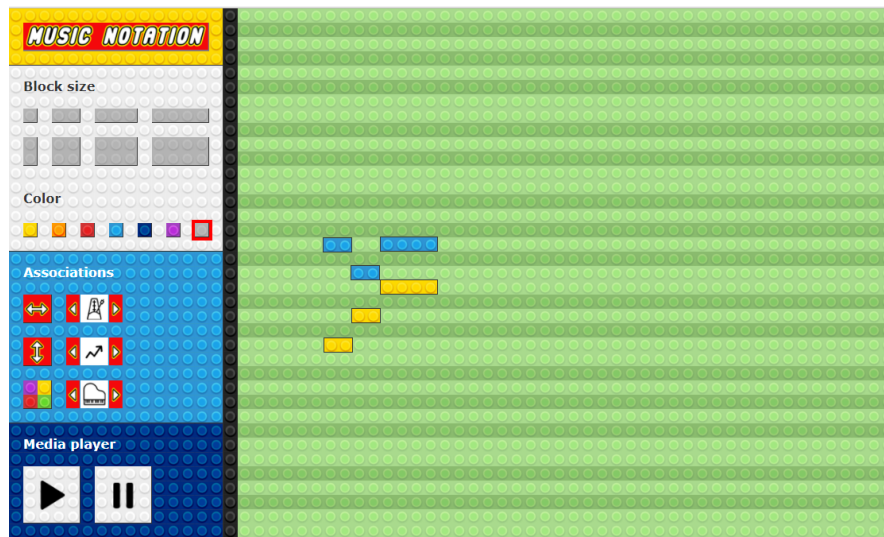 MUSIC NOTATION
Block size
Color
Associations
Media player